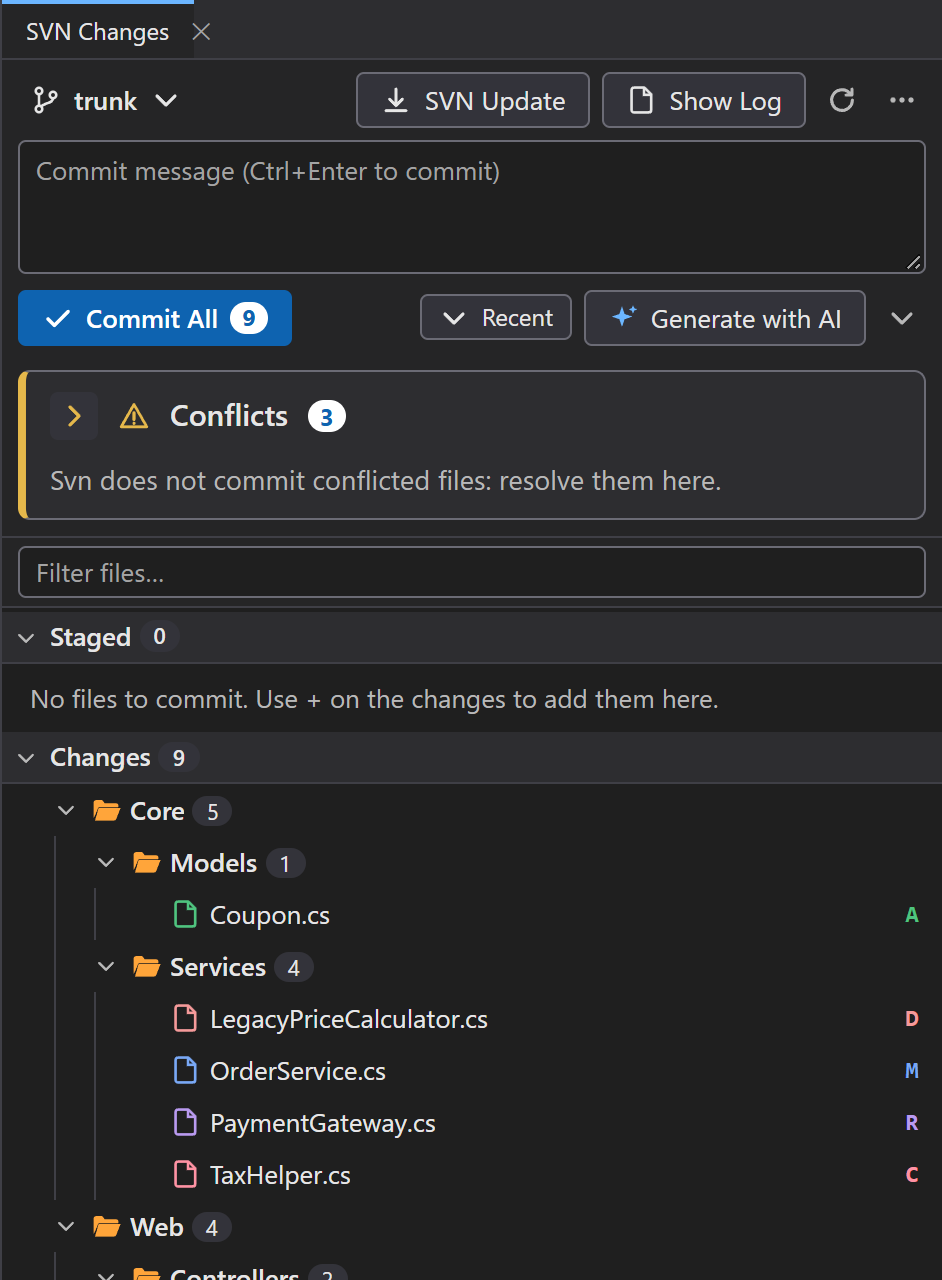 SVN Changes
trunk SVN Update Show Log
Commit message (Ctrl+Enter to commit)
Commit All 9 Recent Generate with AI
Conflicts 3
Svn does not commit conflicted files: resolve them here.
Filter files...
Staged 0
No files to commit. Use + on the changes to add them here.
Changes 9
Core 5
Models 1
Coupon.cs A
Services 4
LegacyPriceCalculator.cs D
OrderService.cs M
PaymentGateway.cs R
TaxHelper.cs C
Web 4
Controllers 2